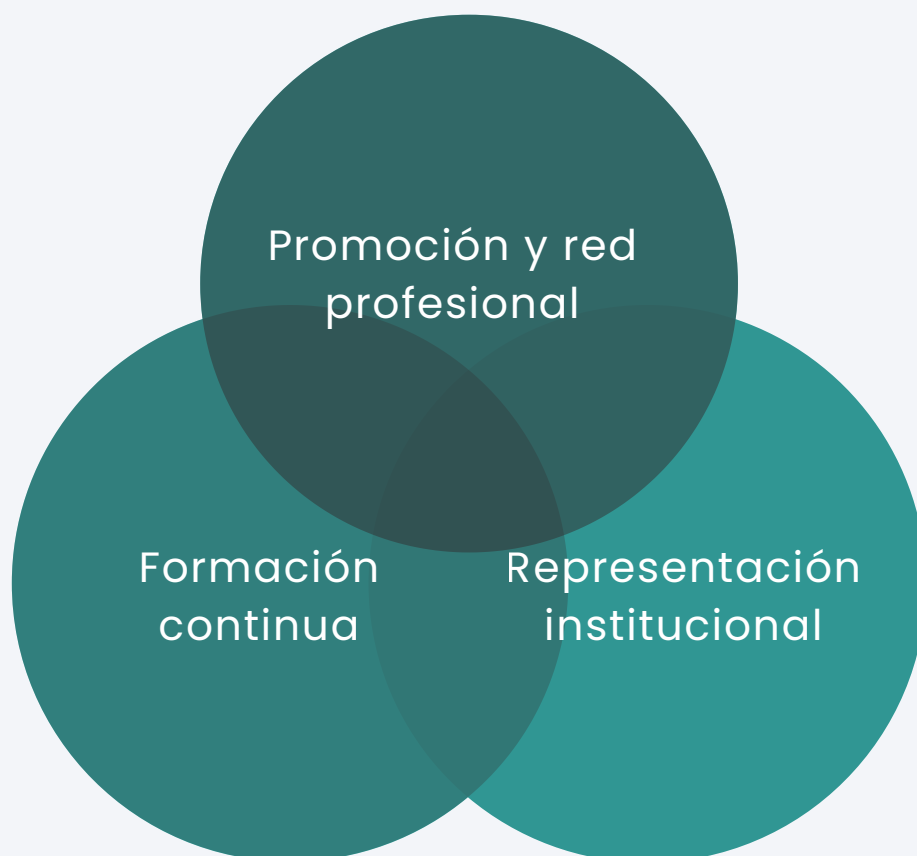 Promoción y red
profesional
Formación
continua
Representación
institucional